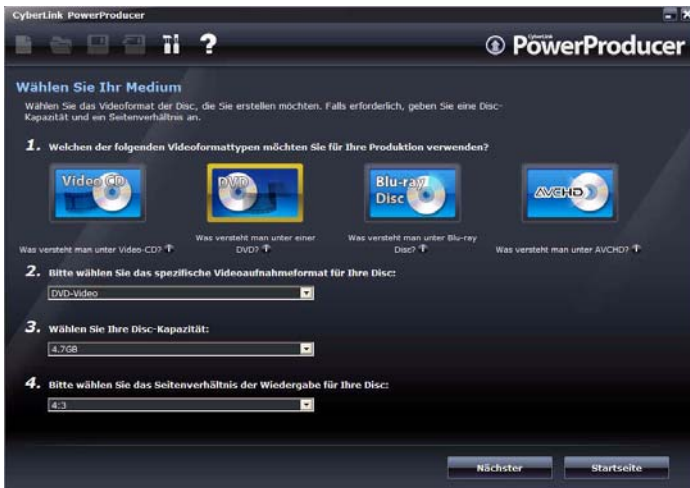 CyberLink PowerProducer
CyberLink
PowerProducer
Wählen Sie Ihr Medium
Wählen Sie das Videoformat der Disc, die Sie erstellen möchten. Falls erforderlich, geben Sie eine Disc-
Kapazität und ein Seitenverhältnis an.
1. Welchen der folgenden Videoformattypen möchten Sie für Ihre Produktion verwenden?
Video CD
DVD
Blu-ray
Disc
AVCHD
Was versteht man unter Video-CD?
Was versteht man unter einer
DVD?
Was versteht man unter Blu-ray
Disc?
Was versteht man unter AVCHD?
2. Bitte wählen Sie das spezifische Videoaufnahmeformat für Ihre Disc:
DVD-Video
3. Wählen Sie Ihre Disc-Kapazität:
4.7GB
4. Bitte wählen Sie das Seitenverhältnis der Wiedergabe für Ihre Disc:
4:3
Nächster
Startseite